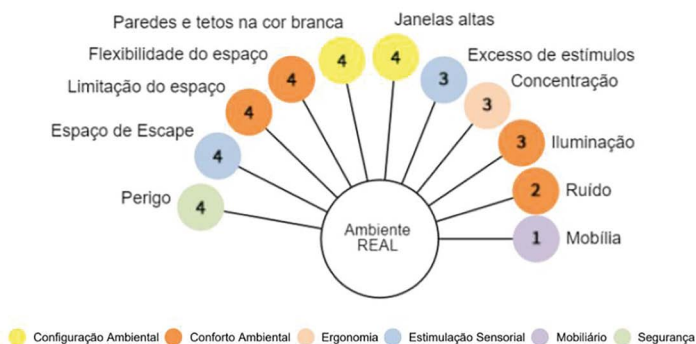 Paredes e tetos na cor branca
4
Janelas altas
4
Flexibilidade do espaço
4
Excesso de estímulos
3
Limitação do espaço
4
Concentração
3
Espaço de Escape
4
Iluminação
3
Perigo
4
Ruído
2
Mobília
1
Ambiente
REAL
Configuração Ambiental
Conforto Ambiental
Ergonomia
Estimulação Sensorial
Mobiliário
Segurança